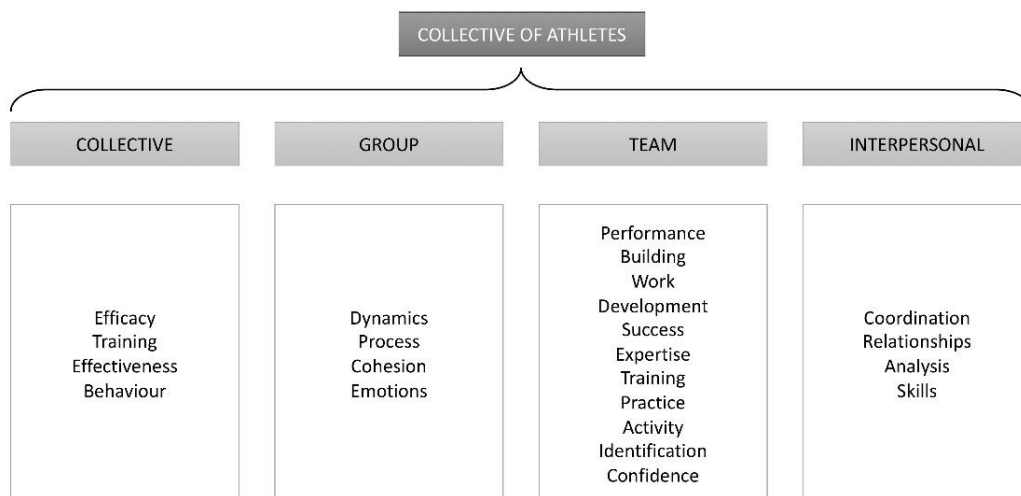 COLLECTIVE OF ATHLETES
COLLECTIVE
Efficacy
Training
Effectiveness
Behaviour
GROUP
Dynamics
Process
Cohesion
Emotions
TEAM
Performance
Building
Work
Development
Success
Expertise
Training
Practice
Activity
Identification
Confidence
INTERPERSONAL
Coordination
Relationships
Analysis
Skills